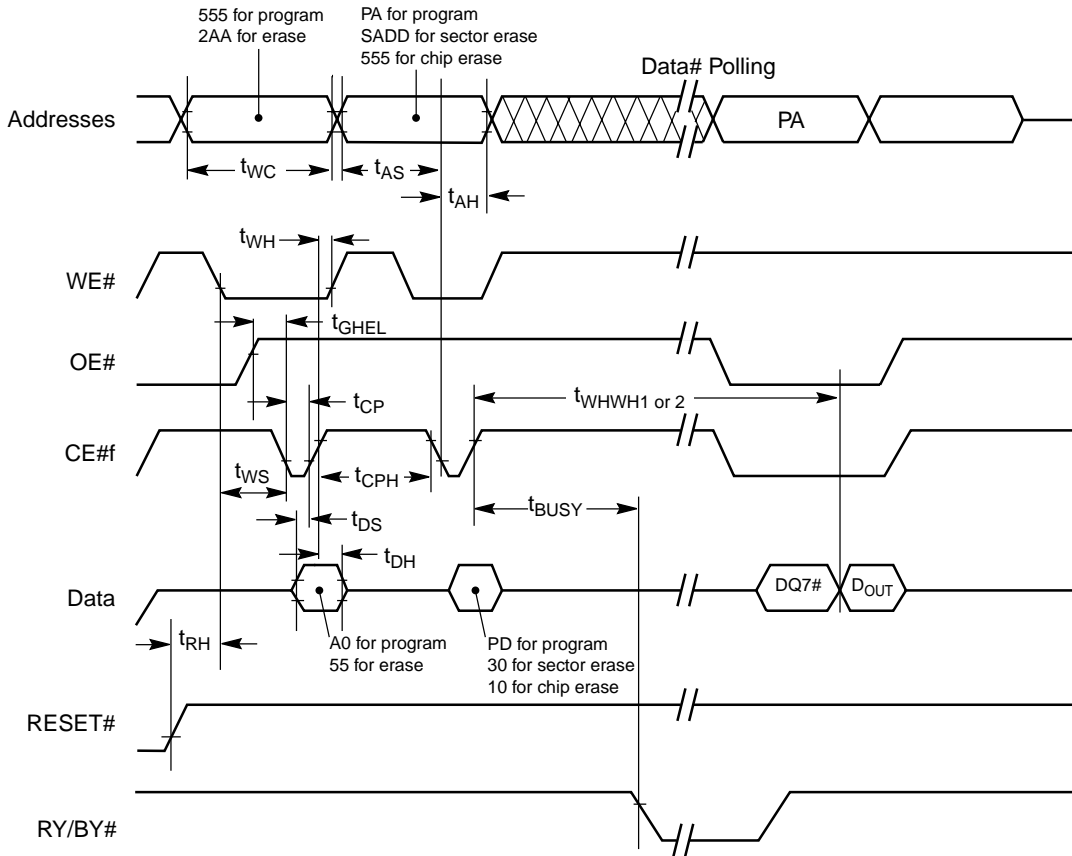 555 for program
2AA for erase
PA for program
SADD for sector erase
555 for chip erase
Data# Polling
Addresses
PA
tWC
tAS
tAH
tWH
WE#
tGHEL
OE#
tCP
tWHWH1 or 2
CE#f
tWS
tCPH
tBUSY
tDS
tDH
Data
DQ7#
DOUT
tRH
A0 for program
55 for erase
PD for program
30 for sector erase
10 for chip erase
RESET#
RY/BY#